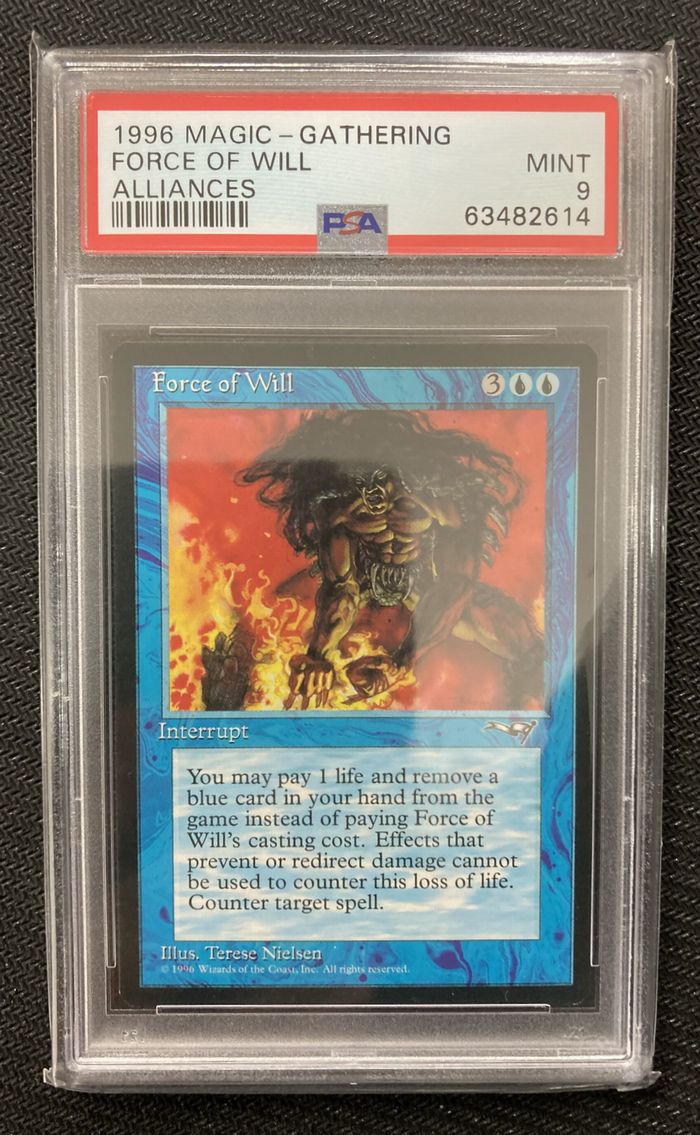 1996 MAGIC - GATHERING
FORCE OF WILL MINT
ALLIANCES 9
PSA 63482614
Force of Will 3
Interrupt
You may pay 1 life and remove a
blue card in your hand from the
game instead of paying Force of
Will's casting cost. Effects that
prevent or redirect damage cannot
be used to counter this loss of life.
Counter target spell.
Illus. Terese Nielsen
© 1996 Wizards of the Coast, Inc. All rights reserved.